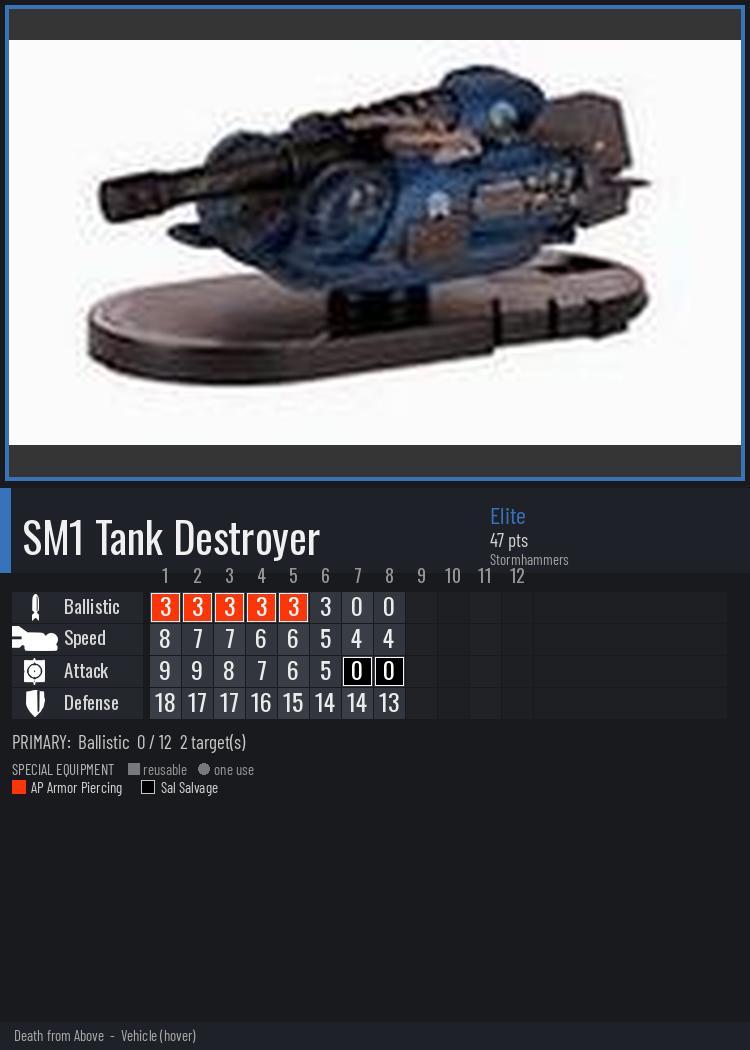 SM1 Tank Destroyer
Elite
47 pts
Stormhammers
1 2 3 4 5 6 7 8 9 10 11 12
Ballistic 3 3 3 3 3 3 0 0
Speed 8 7 7 6 6 5 4 4
Attack 9 9 8 7 6 5 0 0
Defense 18 17 17 16 15 14 14 13
PRIMARY: Ballistic 0 / 12 2 target(s)
SPECIAL EQUIPMENT reusable one use
AP Armor Piercing Sal Salvage
Death from Above - Vehicle (hover)